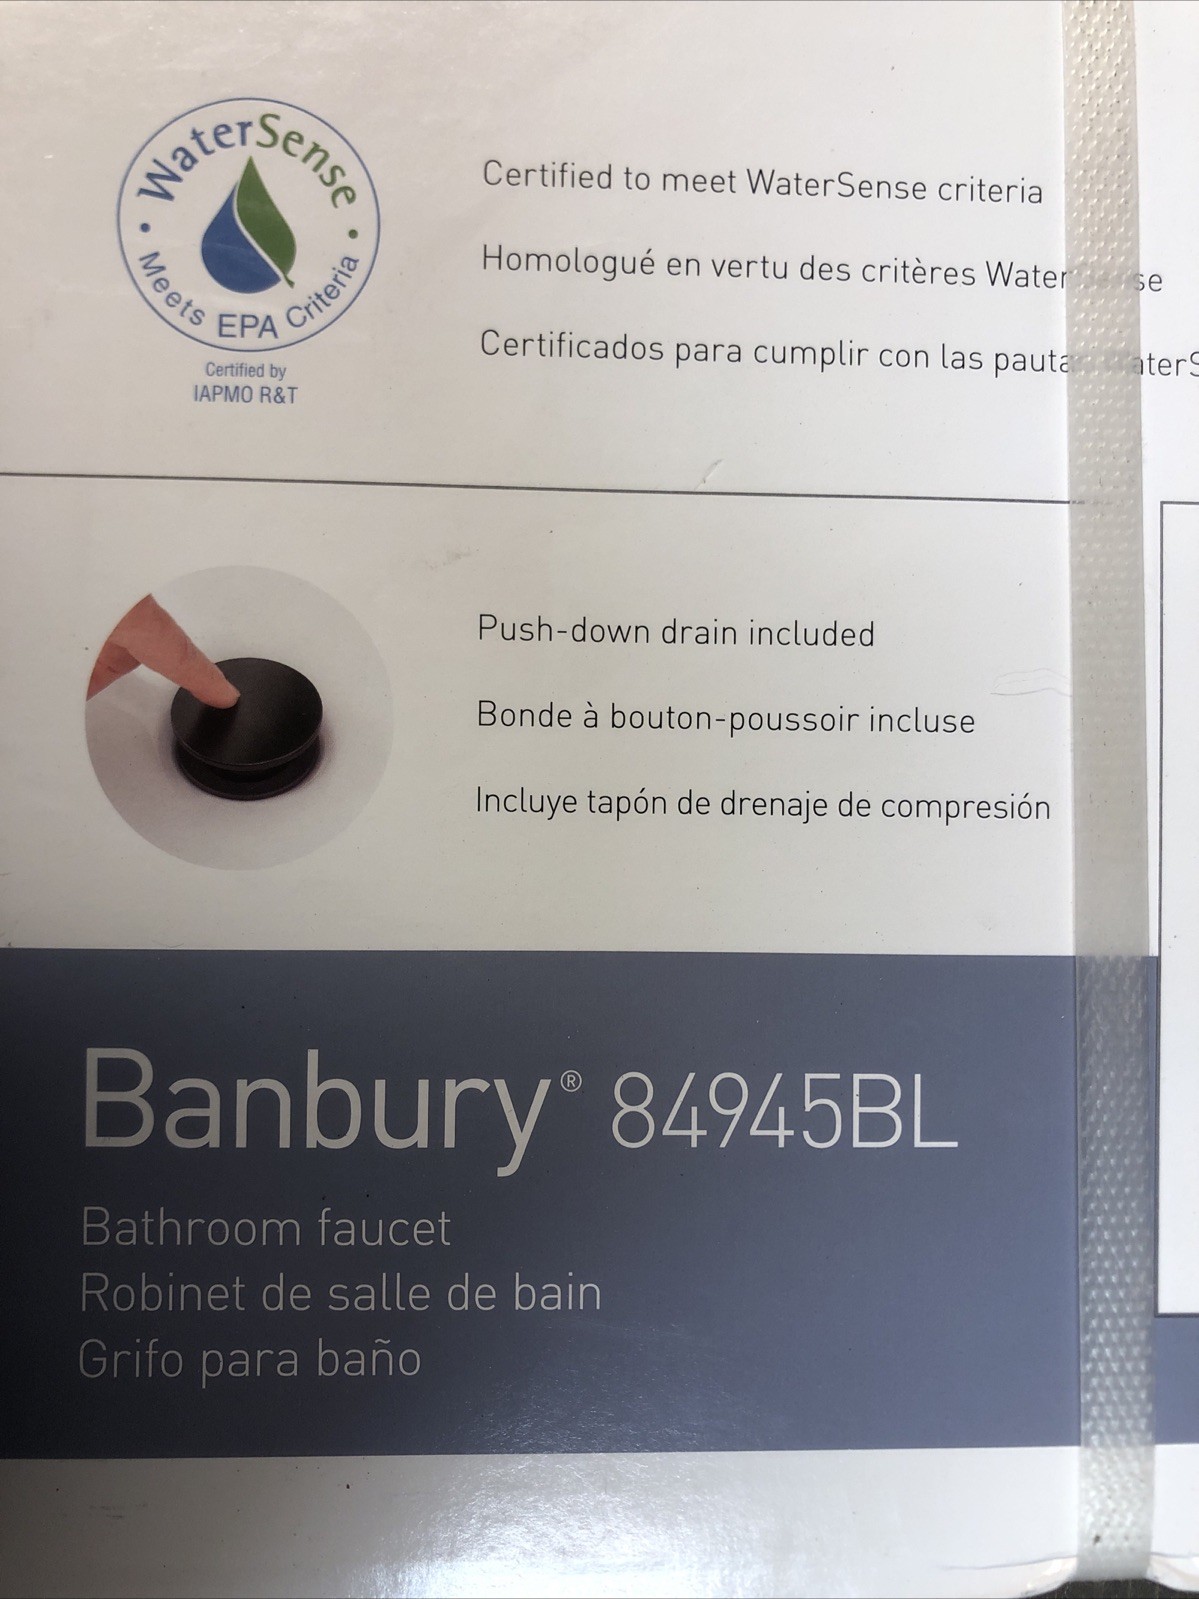 WaterSense
Meets EPA Criteria
Certified by
IAPMO R&T
Certified to meet WaterSense criteria
Homologué en vertu des critères WaterSense
Certificados para cumplir con las pautas
Push-down drain included
Bonde à bouton-poussoir incluse
Incluye tapón de drenaje de compresión
Banbury® 84945BL
Bathroom faucet
Robinet de salle de bain
Grifo para baño